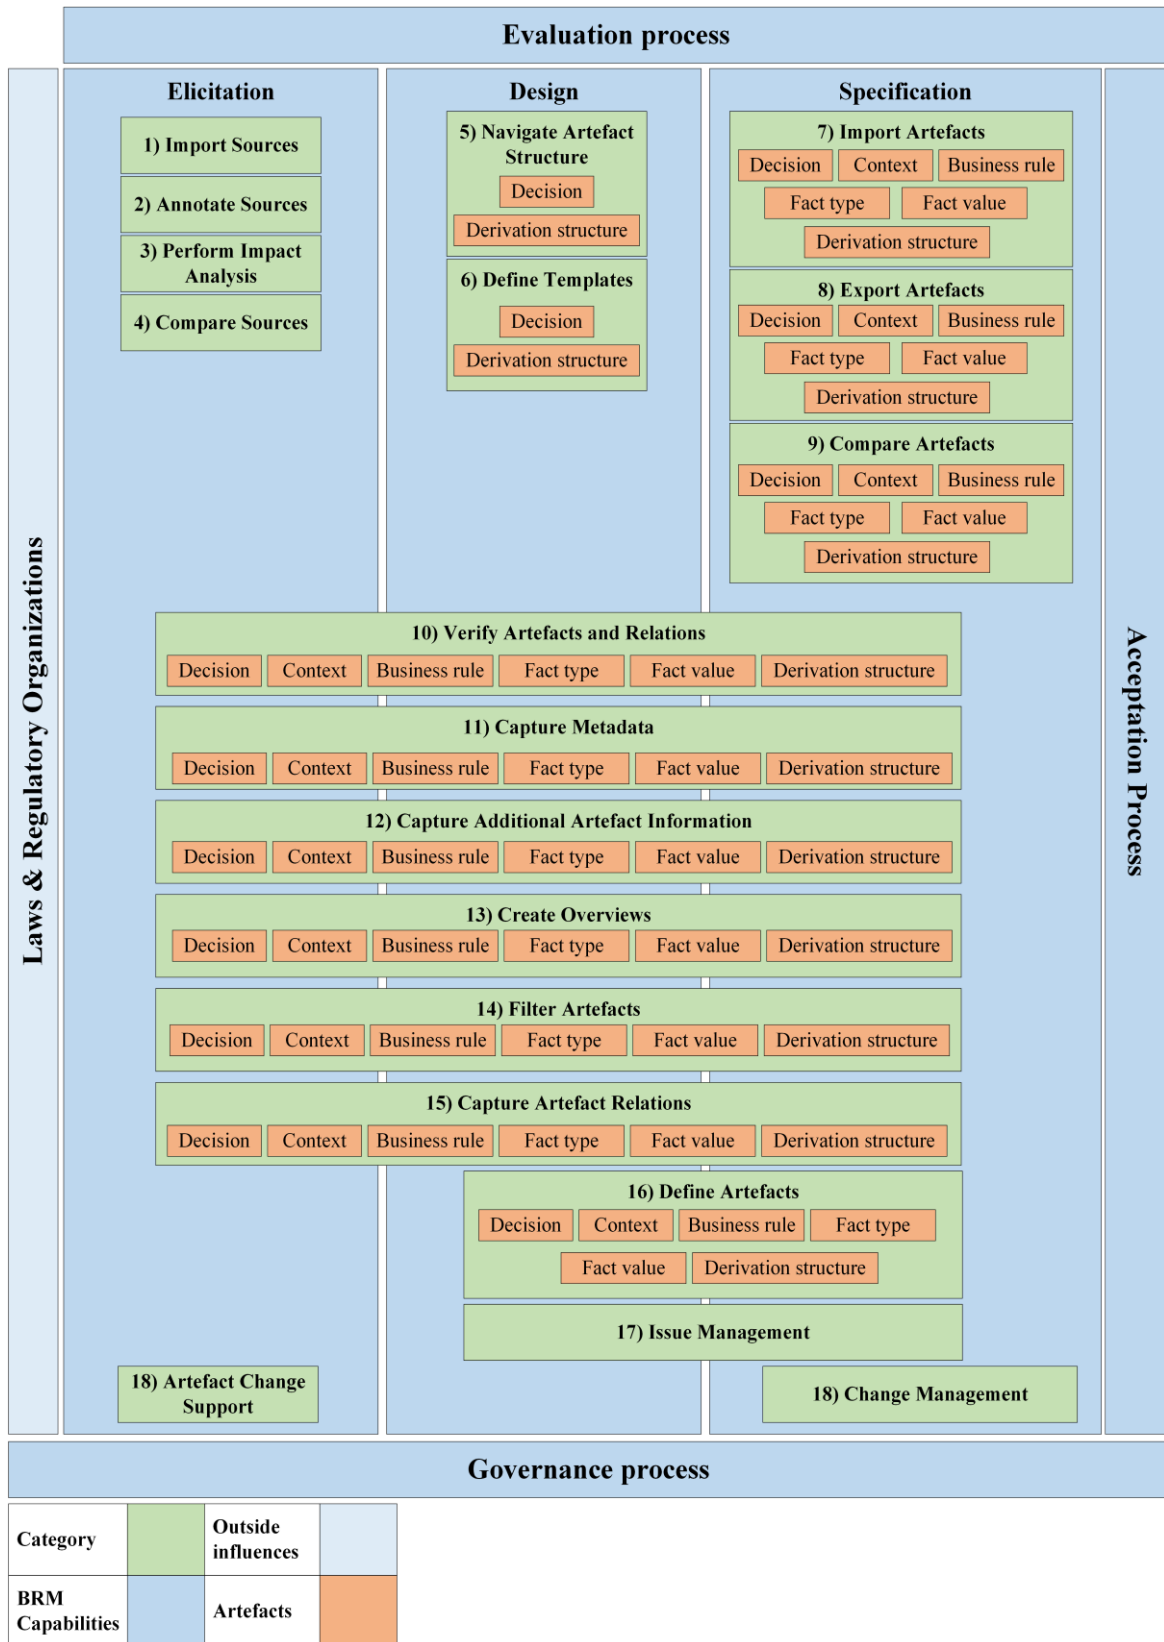 Evaluation process
Laws & Regulatory Organizations
Elicitation
1) Import Sources
2) Annotate Sources
3) Perform Impact
Analysis
4) Compare Sources
Design
5) Navigate Artefact
Structure
Decision
Derivation structure
6) Define Templates
Decision
Derivation structure
Specification
7) Import Artefacts
Decision Context Business rule
Fact type Fact value
Derivation structure
8) Export Artefacts
Decision Context Business rule
Fact type Fact value
Derivation structure
9) Compare Artefacts
Decision Context Business rule
Fact type Fact value
Derivation structure
10) Verify Artefacts and Relations
Decision Context Business rule Fact type Fact value Derivation structure
11) Capture Metadata
Decision Context Business rule Fact type Fact value Derivation structure
12) Capture Additional Artefact Information
Decision Context Business rule Fact type Fact value Derivation structure
13) Create Overviews
Decision Context Business rule Fact type Fact value Derivation structure
14) Filter Artefacts
Decision Context Business rule Fact type Fact value Derivation structure
15) Capture Artefact Relations
Decision Context Business rule Fact type Fact value Derivation structure
16) Define Artefacts
Decision Context Business rule Fact type
Fact value Derivation structure
17) Issue Management
18) Artefact Change
Support
18) Change Management
Acceptation Process
Governance process
Category
Outside
influences
BRM
Capabilities
Artefacts